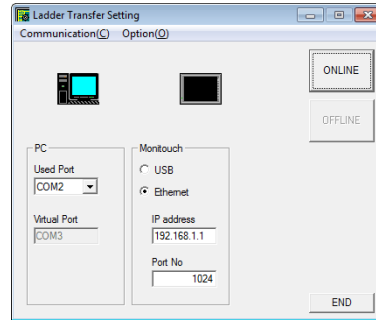 Ladder Transfer Setting
Communication(C) Option(O)
ONLINE
OFFLINE
PC
Used Port
COM2
Virtual Port
COM3
Monitouch
USB
Ethernet
IP address
192.168.1.1
Port No
1024
END